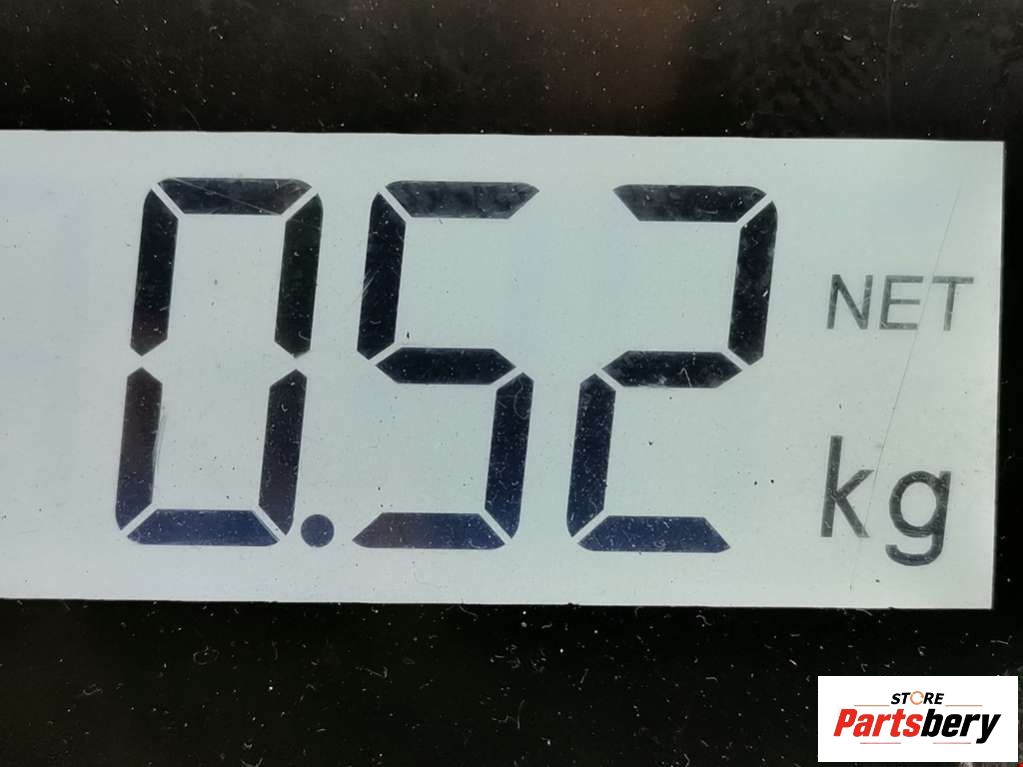 0.52
NET
kg
STORE
Partsbery